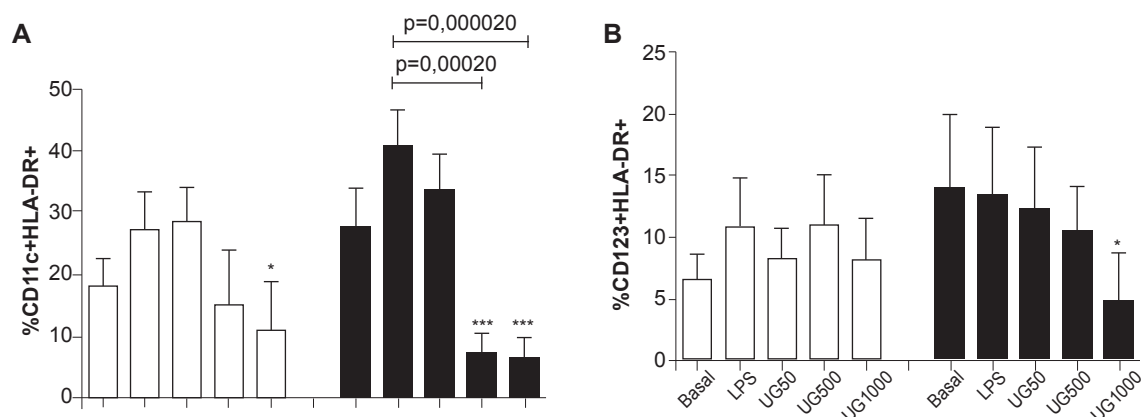 A
p=0,000020
p=0,00020
%CD11c+HLA-DR+
50
40
30
20
10
0
*
***
***
B
%CD123+HLA-DR+
25
20
15
10
5
0
*
Basal
LPS
UG50
UG500
UG1000
Basal
LPS
UG50
UG500
UG1000